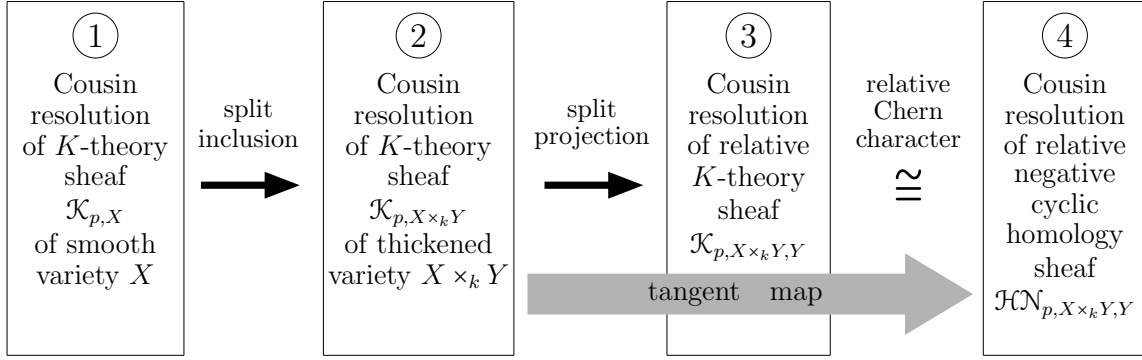 1
Cousin
resolution
of K-theory
sheaf
𝒦_{p,X}
of smooth
variety X
split
inclusion
2
Cousin
resolution
of K-theory
sheaf
𝒦_{p,X×_kY}
of thickened
variety X ×_k Y
split
projection
3
Cousin
resolution
of relative
K-theory
sheaf
𝒦_{p,X×_kY,Y}
relative
Chern
character
≅
4
Cousin
resolution
of relative
negative
cyclic
homology
sheaf
ℋ𝒩_{p,X×_kY,Y}
tangent map